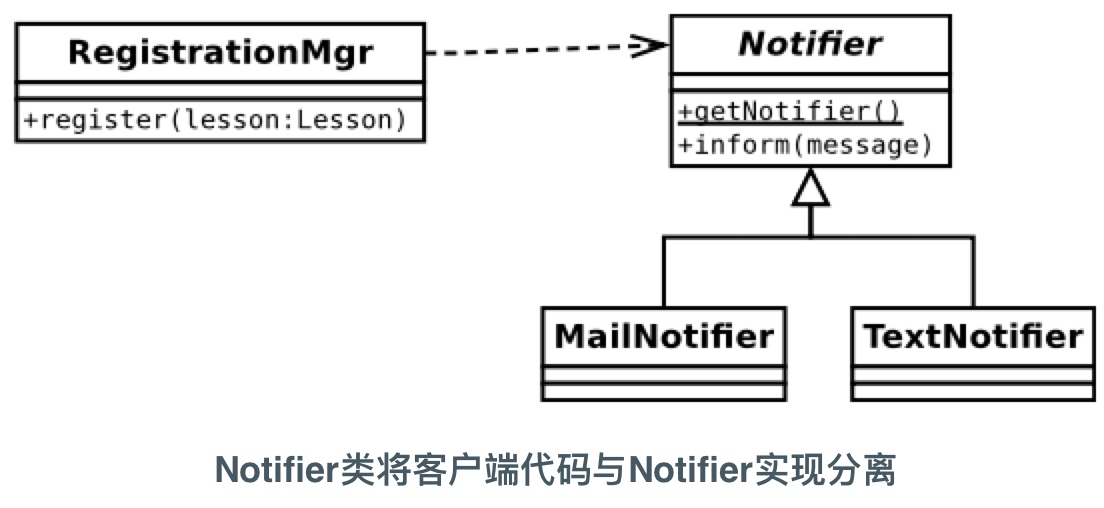 RegistrationMgr
+register(lesson:Lesson)
Notifier
+getNotifier()
+inform(message)
MailNotifier
TextNotifier
Notifier类将客户端代码与Notifier实现分离